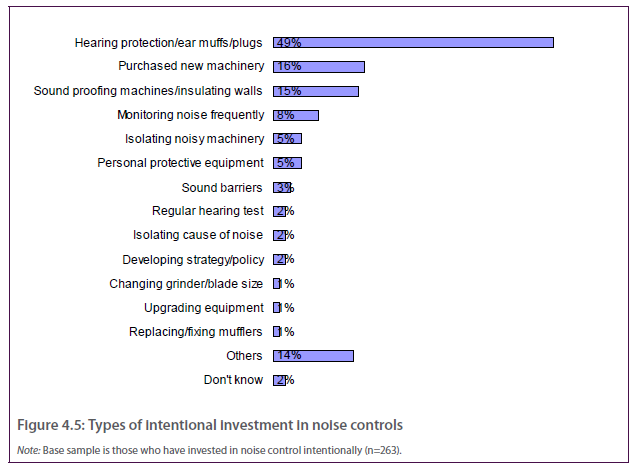 Hearing protection/ear muffs/plugs 49%
Purchased new machinery 16%
Sound proofing machines/insulating walls 15%
Monitoring noise frequently 8%
Isolating noisy machinery 5%
Personal protective equipment 5%
Sound barriers 3%
Regular hearing test 2%
Isolating cause of noise 2%
Developing strategy/policy 2%
Changing grinder/blade size 1%
Upgrading equipment 1%
Replacing/fixing mufflers 1%
Others 14%
Don't know 2%
Figure 4.5: Types of intentional investment in noise controls
Note: Base sample is those who have invested in noise control intentionally (n=263).